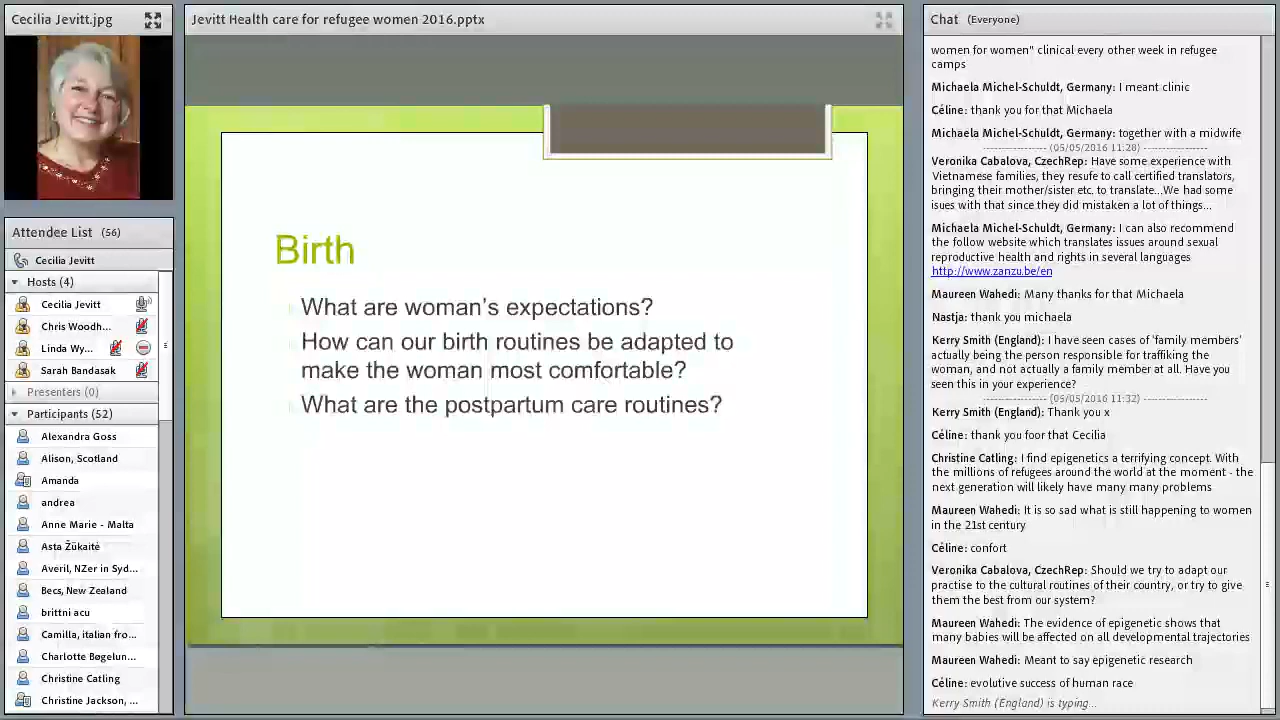 Cecilia Jevitt.jpg
Attendee List (56)
Cecilia Jevitt
Hosts (4)
Cecilia Jevitt
Chris Woodh...
Linda Wy...
Sarah Bandasak
Presenters (0)
Participants (52)
Alexandra Goss
Alison, Scotland
Amanda
andrea
Anne Marie - Malta
Asta Žūkaitė
Averil, NZer in Syd...
Becs, New Zealand
brittni acu
Camilla, italian fro...
Charlotte Bøgelun...
Christine Catling
Christine Jackson, ...
Jevitt Health care for refugee women 2016.pptx
Birth
What are woman's expectations?
How can our birth routines be adapted to
make the woman most comfortable?
What are the postpartum care routines?
Chat (Everyone)
women for women" clinical every other week in refugee
camps
Michaela Michel-Schuldt, Germany: I meant clinic
Céline: thank you for that Michaela
Michaela Michel-Schuldt, Germany: together with a midwife
------------------ (05/05/2016 11:28) ------------------
Veronika Cabalova, CzechRep: Have some experience with
Vietnamese families, they resufe to call certified translators,
bringing their mother/sister etc. to translate...We had some
isues with that since they did mistaken a lot of things...
Michaela Michel-Schuldt, Germany: I can also recommend
the follow website which translates issues around sexual
reproductive health and rights in several languages
http://www.zanzu.be/en
Maureen Wahedi: Many thanks for that Michaela
Nastja: thank you michaela
Kerry Smith (England): I have seen cases of 'family members'
actually being the person responsible for traffiking the
woman, and not actually a family member at all. Have you
seen this in your experience?
------------------ (05/05/2016 11:32) ------------------
Kerry Smith (England): Thank you x
Céline: thank you foor that Cecilia
Christine Catling: I find epigenetics a terrifying concept. With
the millions of refugees around the world at the moment - the
next generation will likely have many many problems
Maureen Wahedi: It is so sad what is still happening to women
in the 21st century
Céline: confort
Veronika Cabalova, CzechRep: Should we try to adapt our
practise to the cultural routines of their country, or try to give
them the best from our system?
Maureen Wahedi: The evidence of epigenetic shows that
many babies will be affected on all developmental trajectories
Maureen Wahedi: Meant to say epigenetic research
Céline: evolutive success of human race
Kerry Smith (England) is typing...